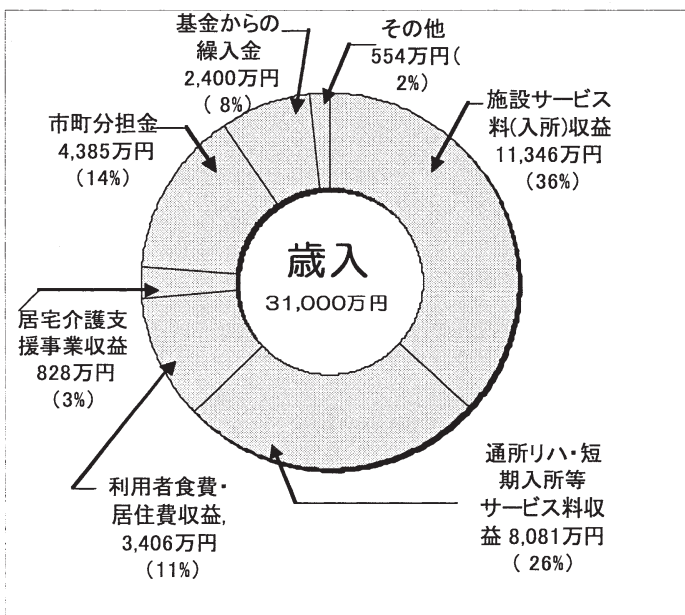 基金からの
繰入金
2,400万円
( 8%)
その他
554万円(
2%)
施設サービス
料(入所)収益
11,346万円
(36%)
市町分担金
4,385万円
(14%)
歳入
31,000万円
居宅介護支
援事業収益
828万円
(3%)
利用者食費・
居住費収益,
3,406万円
(11%)
通所リハ・短
期入所等
サービス料収
益 8,081万円
( 26%)